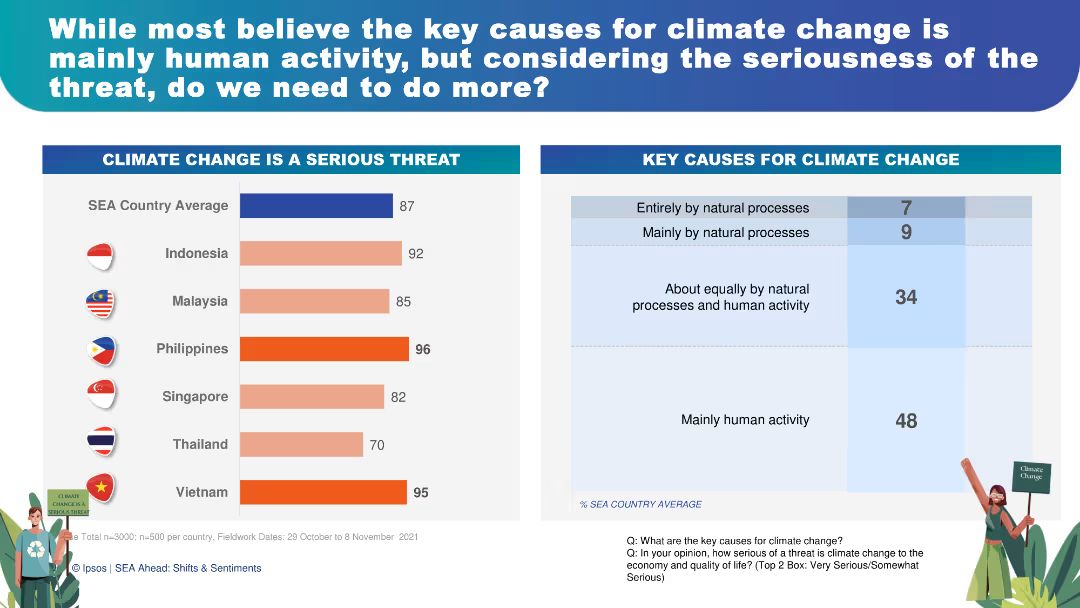 While most believe the key causes for climate change is
mainly human activity, but considering the seriousness of the
threat, do we need to do more?
CLIMATE CHANGE IS A SERIOUS THREAT
SEA Country Average 87
Indonesia 92
Malaysia 85
Philippines 96
Singapore 82
Thailand 70
Vietnam 95
CLIMATE
CHANGE IS A
SERIOUS THREAT
Total n=3000; n=500 per country, Fieldwork Dates: 29 October to 8 November 2021
© Ipsos | SEA Ahead: Shifts & Sentiments
KEY CAUSES FOR CLIMATE CHANGE
Entirely by natural processes 7
Mainly by natural processes 9
About equally by natural
processes and human activity 34
Mainly human activity 48
% SEA COUNTRY AVERAGE
Climate
Change
Q: What are the key causes for climate change?
Q: In your opinion, how serious of a threat is climate change to the
economy and quality of life? (Top 2 Box: Very Serious/Somewhat
Serious)